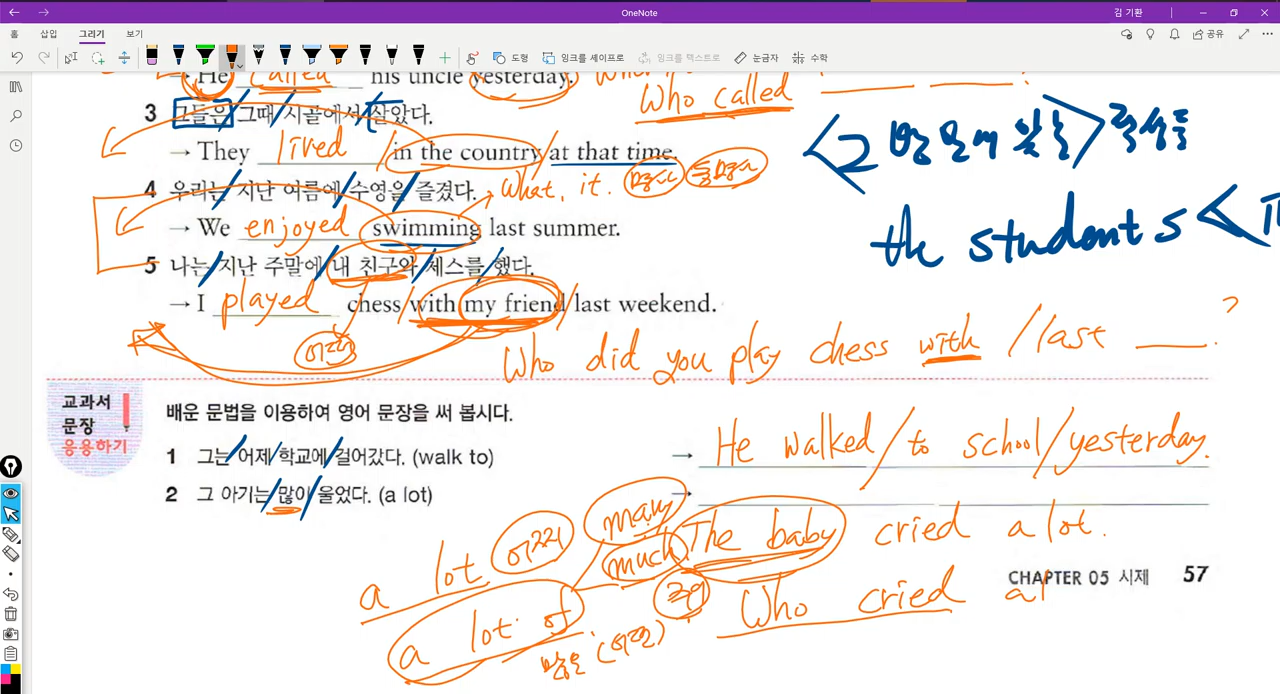 OneNote
김 기환
홈 삽입 그리기 보기
공유
도형 잉크를 셰이프로 잉크를 텍스트로 눈금자 수학
→ He called his uncle yesterday.
Who called
3 그들은 그때 시골에서 살았다.
→ They lived in the country at that time.
4 우리는 지난 여름에 수영을 즐겼다.
What, it. 명사 동명사
→ We enjoyed swimming last summer.
the students <
5 나는 지난 주말에 내 친구와 체스를 했다.
→ I played chess with my friend last weekend.
Who did you play chess with / last ?
교과서
문장
응용하기
배운 문법을 이용하여 영어 문장을 써 봅시다.
1 그는 어제 학교에 걸어갔다. (walk to)
→ He walked / to school / yesterday.
2 그 아기는 많이 울었다. (a lot)
→
The baby cried a lot.
many
much
a lot
a lot of
많은
Who cried al
CHAPTER 05 시제 57